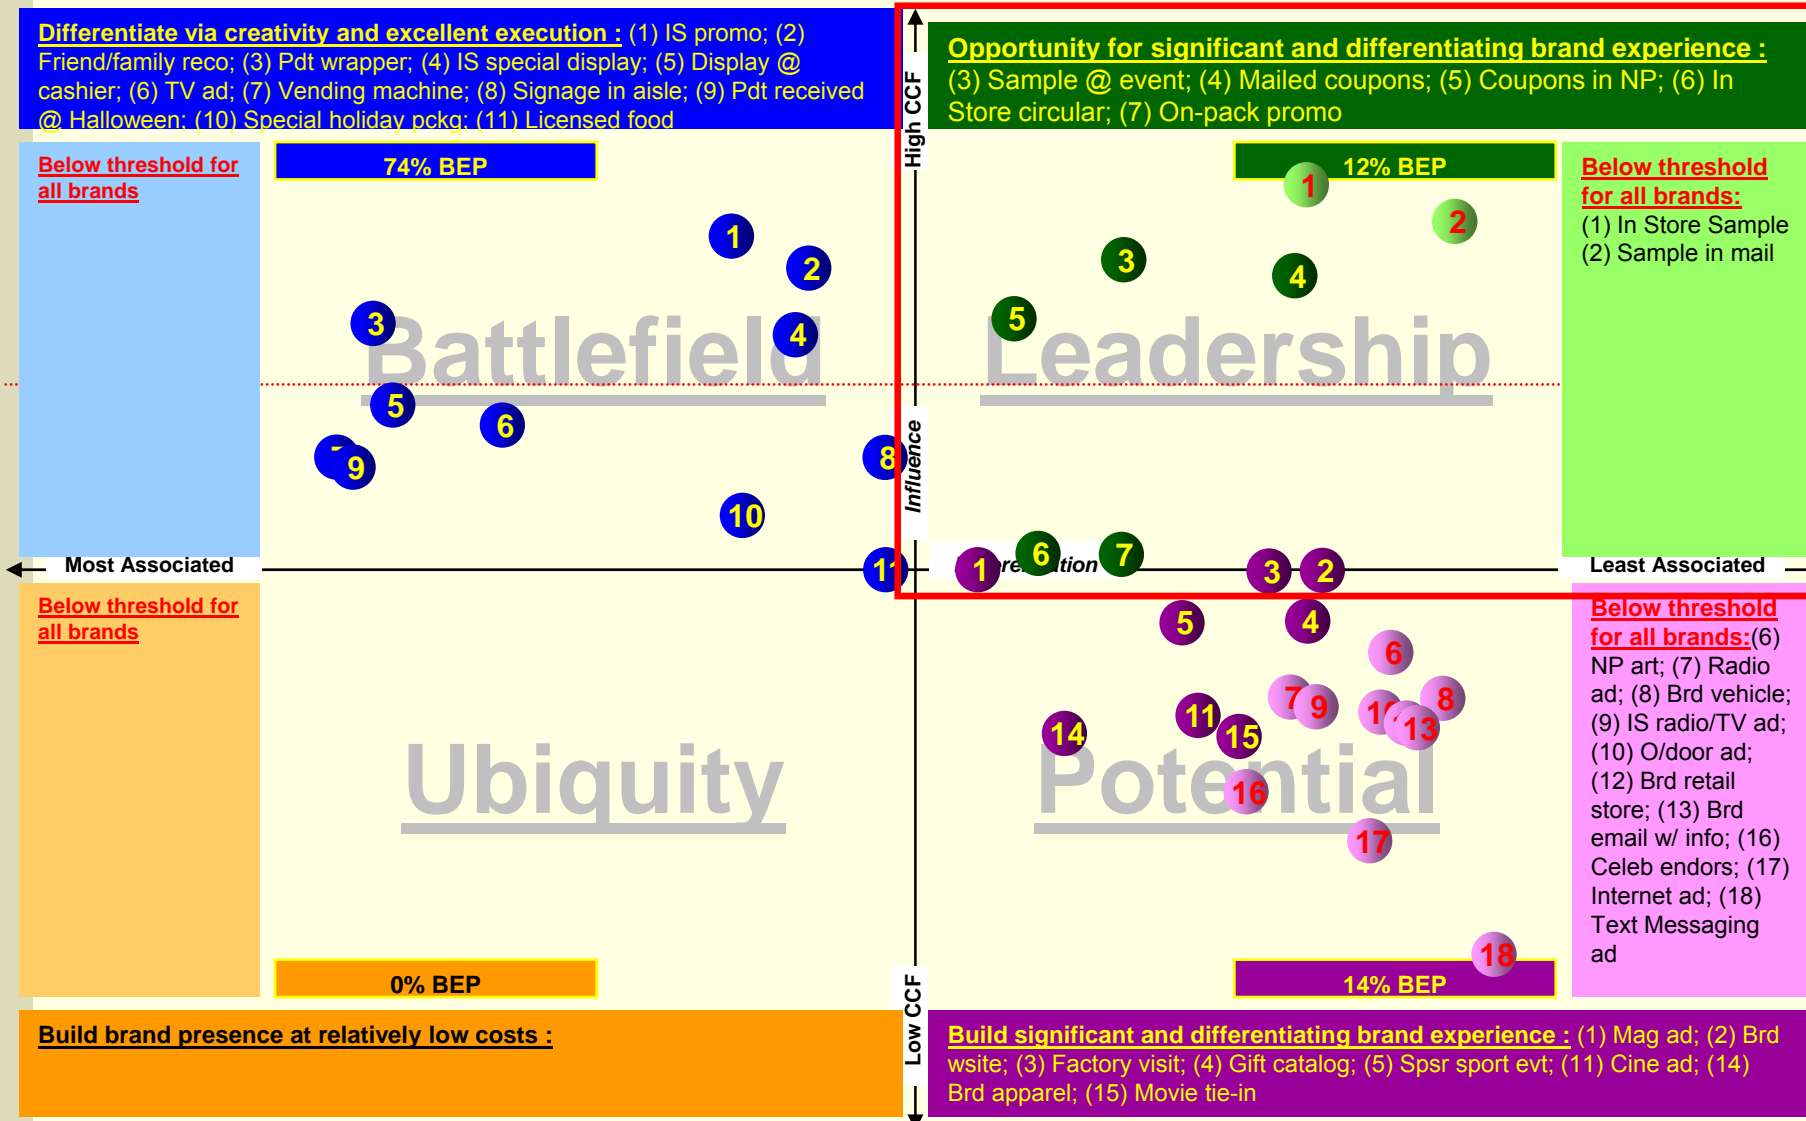 Differentiate via creativity and excellent execution : (1) IS promo; (2)
Friend/family reco; (3) Pdt wrapper; (4) IS special display; (5) Display @
cashier; (6) TV ad; (7) Vending machine; (8) Signage in aisle; (9) Pdt received
@ Halloween; (10) Special holiday pckg; (11) Licensed food
High CCF
Opportunity for significant and differentiating brand experience :
(3) Sample @ event; (4) Mailed coupons; (5) Coupons in NP; (6) In
Store circular; (7) On-pack promo
Below threshold for
all brands
74% BEP
12% BEP
Below threshold
for all brands:
(1) In Store Sample
(2) Sample in mail
1
2
1
2
3
4
3
4
5
Battlefield
Leadership
5
6
8
9
10
Influence
6
7
Most Associated
11
1
3
2
Least Associated
Below threshold for
all brands
Below threshold
for all brands:(6)
NP art; (7) Radio
ad; (8) Brd vehicle;
(9) IS radio/TV ad;
(10) O/door ad;
(12) Brd retail
store; (13) Brd
email w/ info; (16)
Celeb endors; (17)
Internet ad; (18)
Text Messaging
ad
5
4
6
7
9
8
13
14
11
15
Ubiquity
Potential
16
17
18
0% BEP
14% BEP
Low CCF
Build brand presence at relatively low costs :
Build significant and differentiating brand experience : (1) Mag ad; (2) Brd
wsite; (3) Factory visit; (4) Gift catalog; (5) Spsr sport evt; (11) Cine ad; (14)
Brd apparel; (15) Movie tie-in